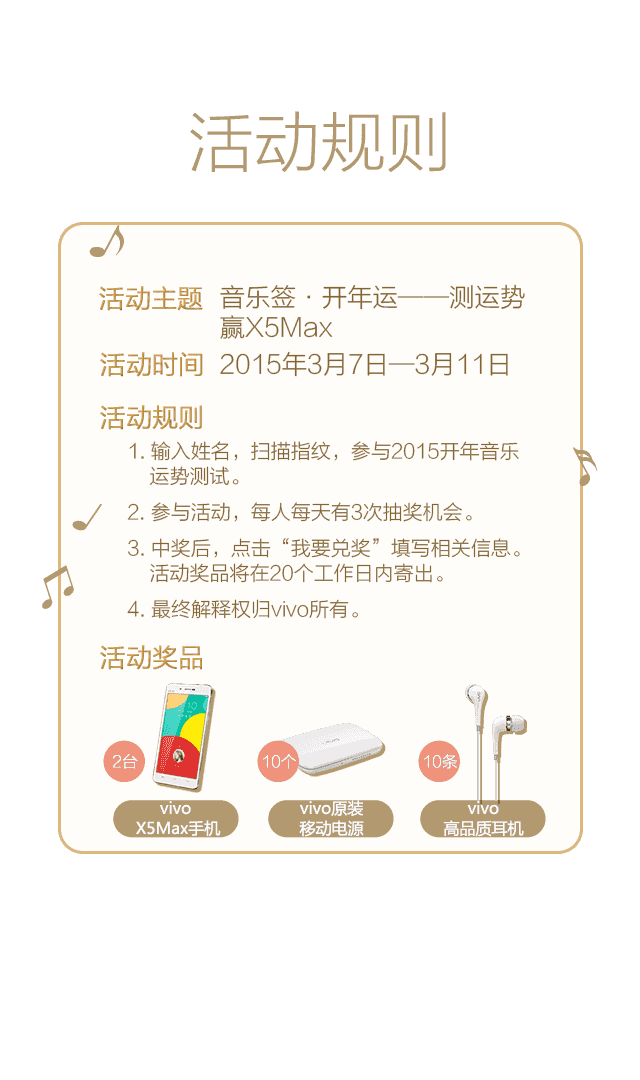 活动规则
活动主题 音乐签·开年运——测运势
赢X5Max
活动时间 2015年3月7日—3月11日
活动规则
1. 输入姓名，扫描指纹，参与2015开年音乐
运势测试。
2. 参与活动，每人每天有3次抽奖机会。
3. 中奖后，点击“我要兑奖”填写相关信息。
活动奖品将在20个工作日内寄出。
4. 最终解释权归vivo所有。
活动奖品
2台
10个
10条
vivo
X5Max手机
vivo原装
移动电源
vivo
高品质耳机